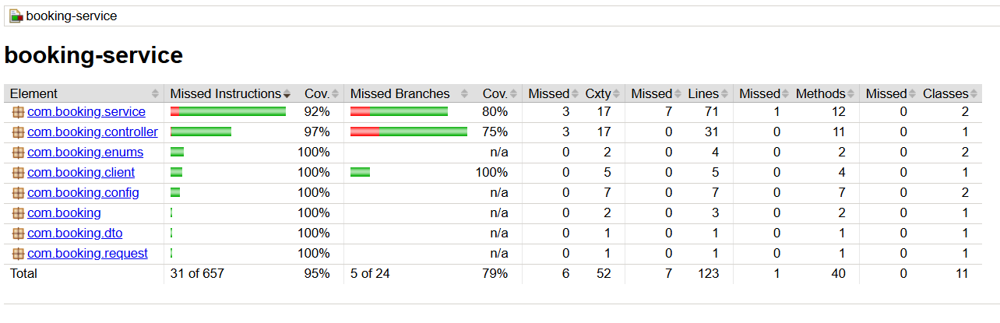 booking-service
booking-service
Element Missed Instructions Cov. Missed Branches Cov. Missed Cxty Missed Lines Missed Methods Missed Classes
com.booking.service 92% 80% 3 17 7 71 1 12 0 2
com.booking.controller 97% 75% 3 17 0 31 0 11 0 1
com.booking.enums 100% n/a 0 2 0 4 0 2 0 2
com.booking.client 100% 100% 0 5 0 5 0 4 0 1
com.booking.config 100% n/a 0 7 0 7 0 7 0 2
com.booking 100% n/a 0 2 0 3 0 2 0 1
com.booking.dto 100% n/a 0 1 0 1 0 1 0 1
com.booking.request 100% n/a 0 1 0 1 0 1 0 1
Total 31 of 657 95% 5 of 24 79% 6 52 7 123 1 40 0 11